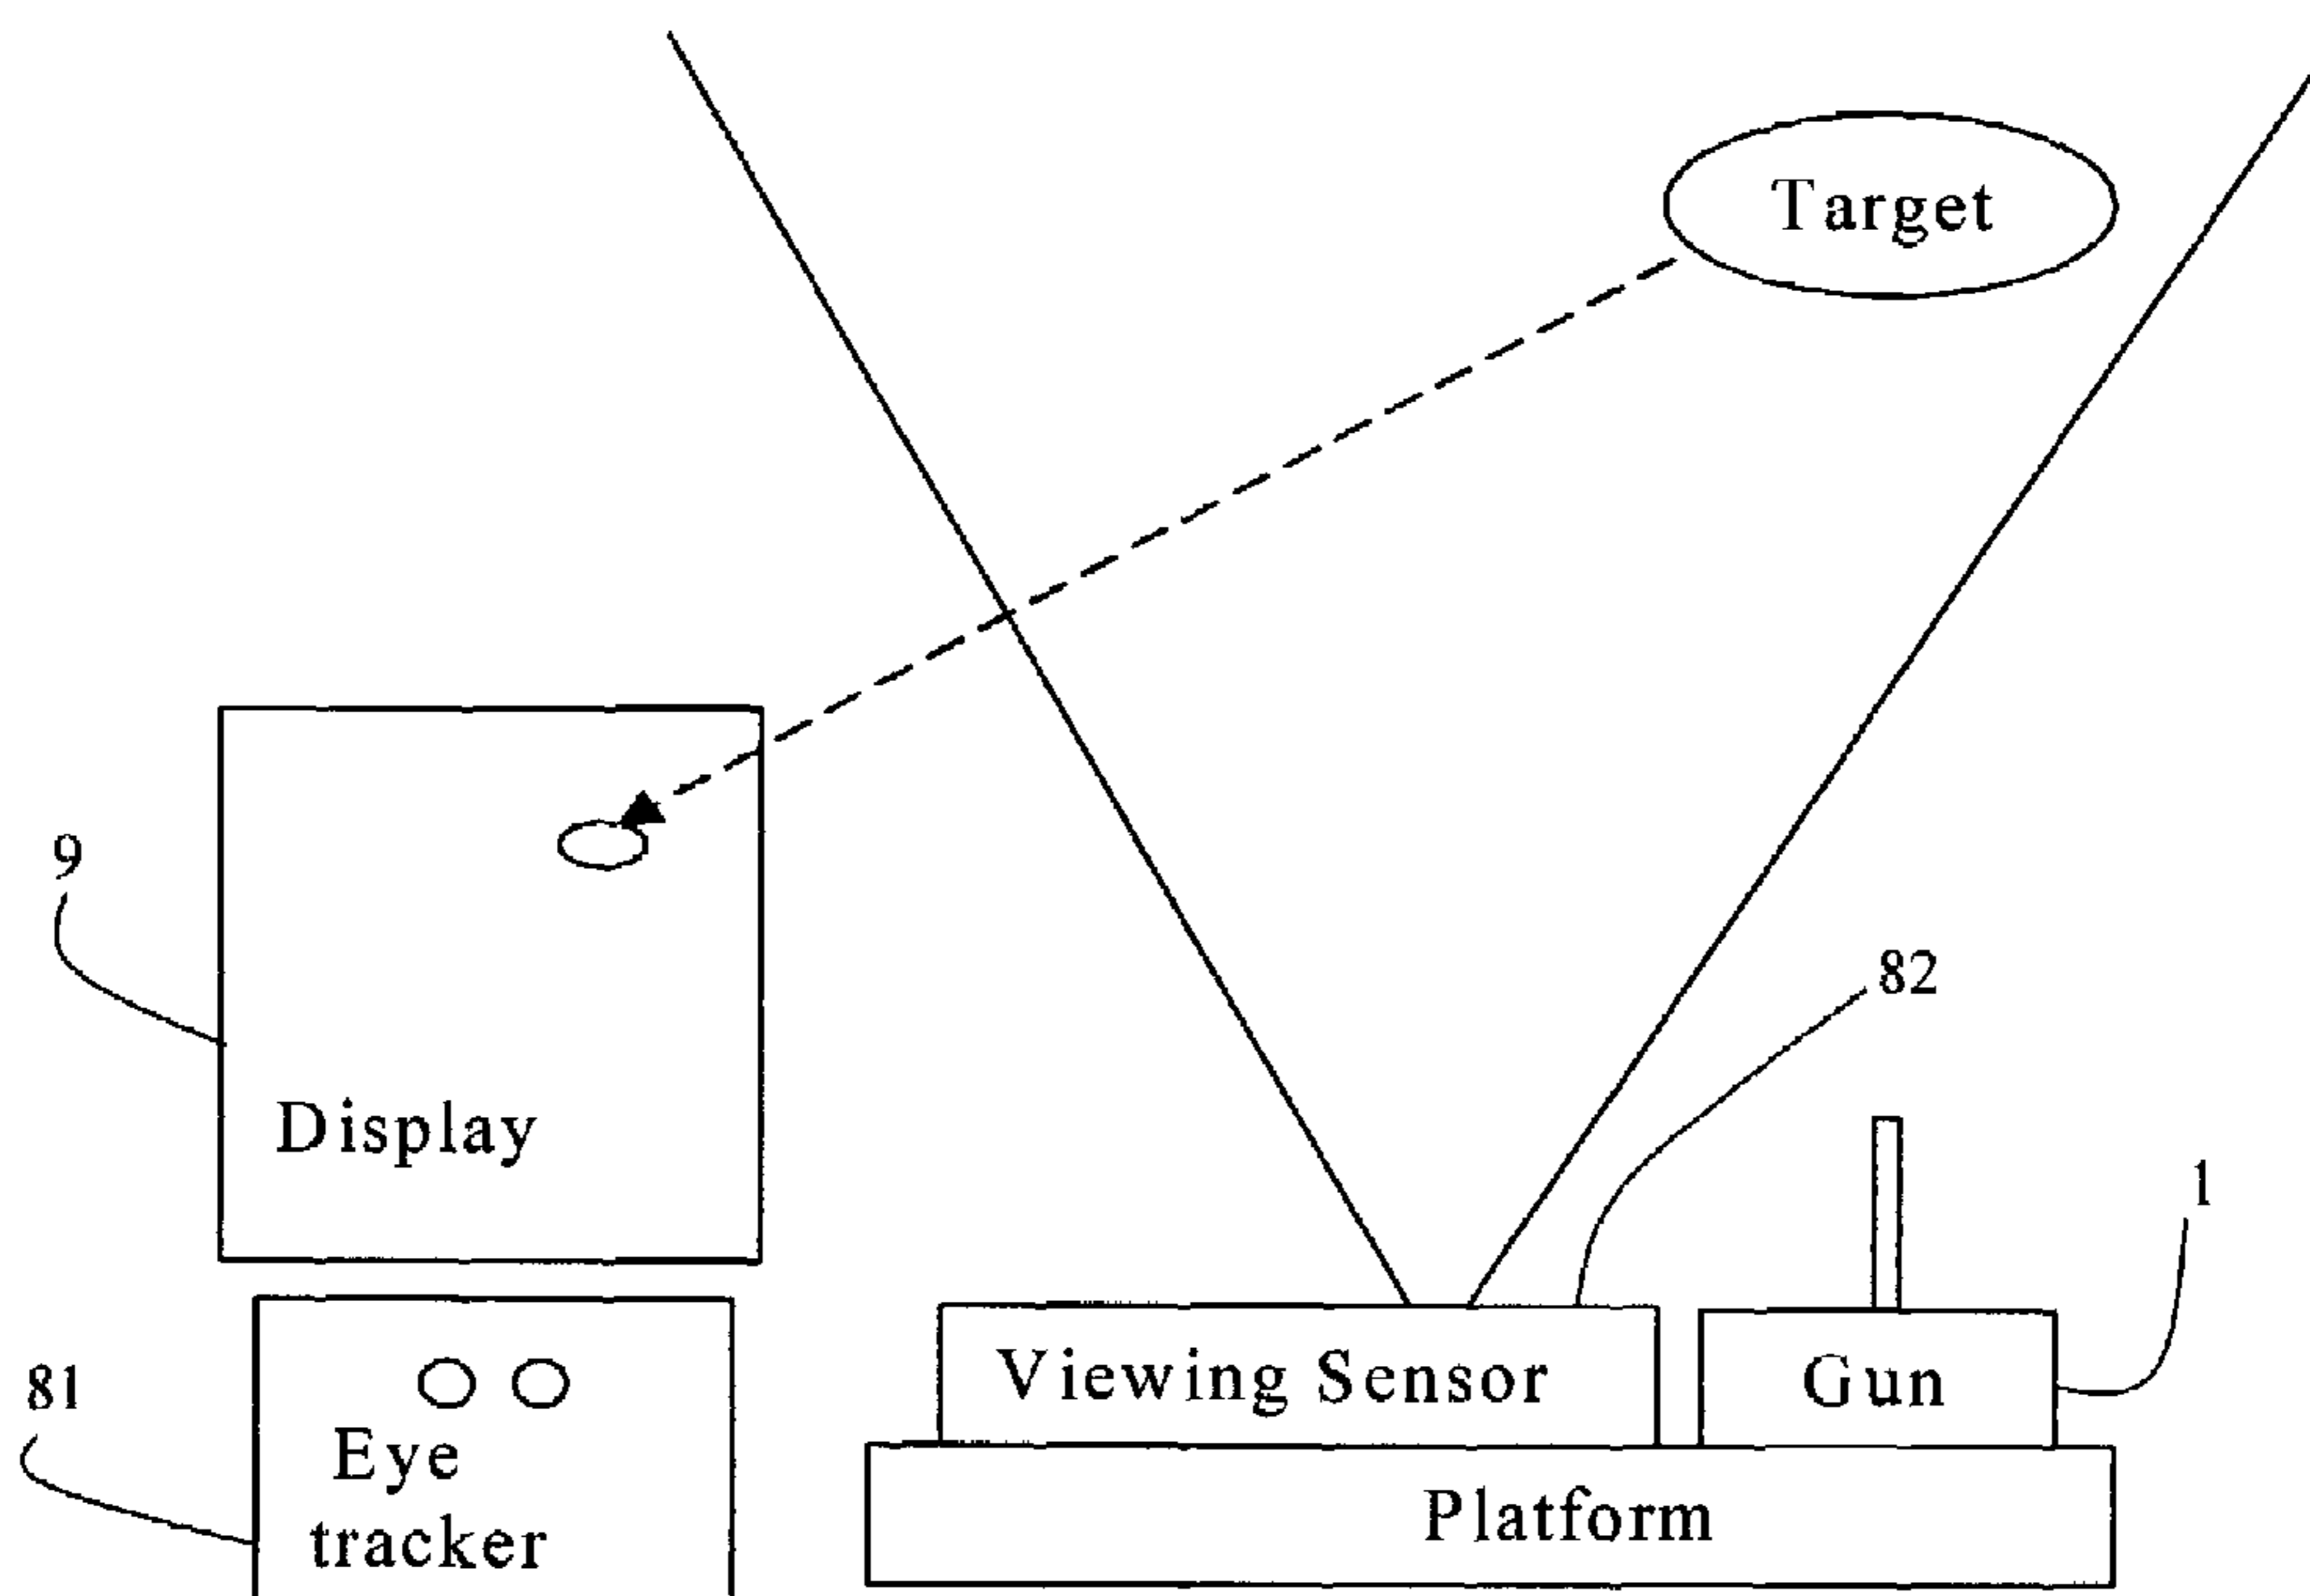 Target
9
82
Display
1
Viewing Sensor
Gun
81
Eye
tracker
Platform